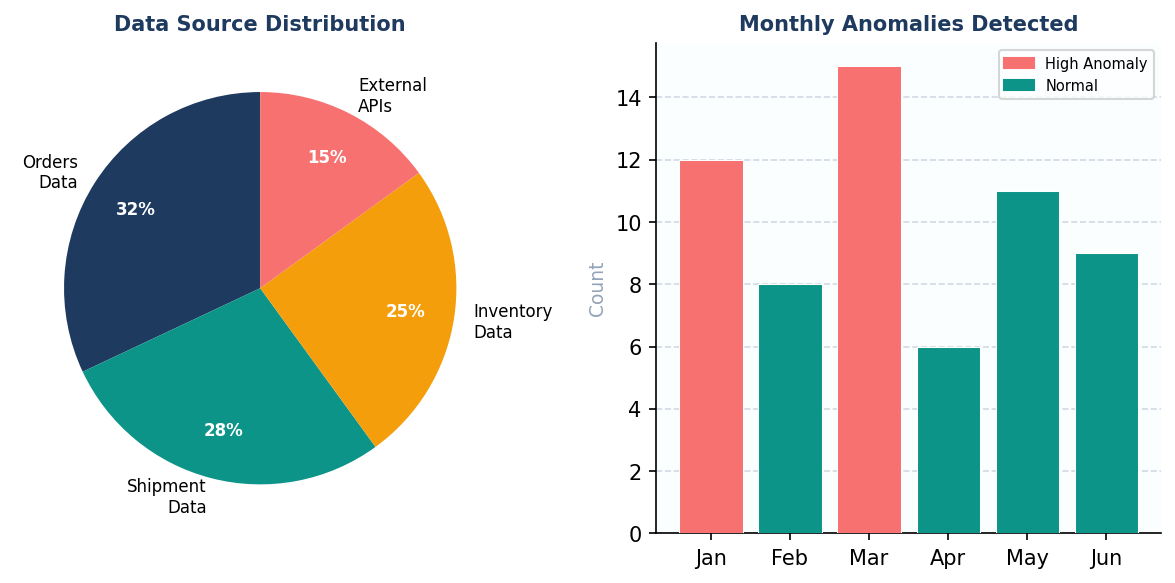 Data Source Distribution
External
APIs
15%
Orders
Data
32%
25%
Inventory
Data
28%
Shipment
Data
Monthly Anomalies Detected
High Anomaly
Normal
Count
14
12
10
8
6
4
2
0
Jan Feb Mar Apr May Jun